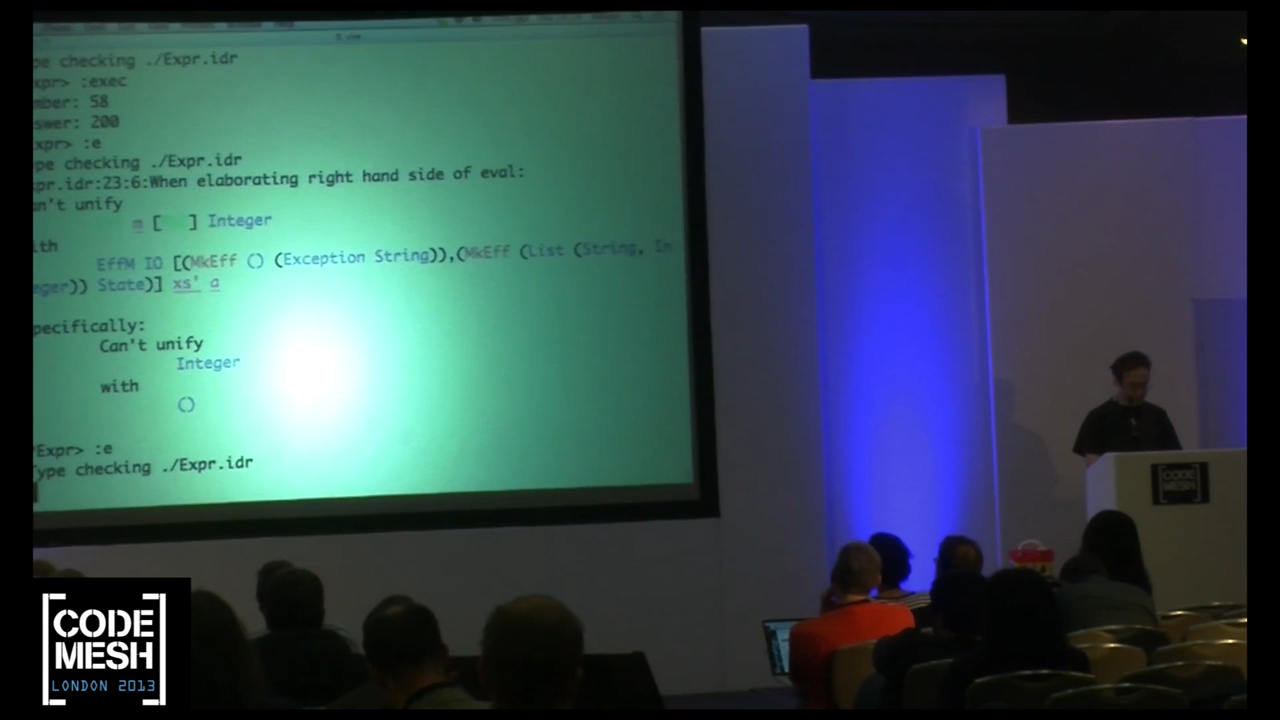 pe checking ./Expr.idr
xpr> :exec
mber: 58
swer: 200
xpr> :e
pe checking ./Expr.idr
pr.idr:23:6:When elaborating right hand side of eval:
an't unify
m [ ] Integer
ith
EffM IO [(MkEff () (Exception String)),(MkEff (List (String, In
eger)) State)] xs' a
pecifically:
Can't unify
Integer
with
()
*Expr> :e
Type checking ./Expr.idr
CODE
MESH
CODE
MESH
LONDON 2013